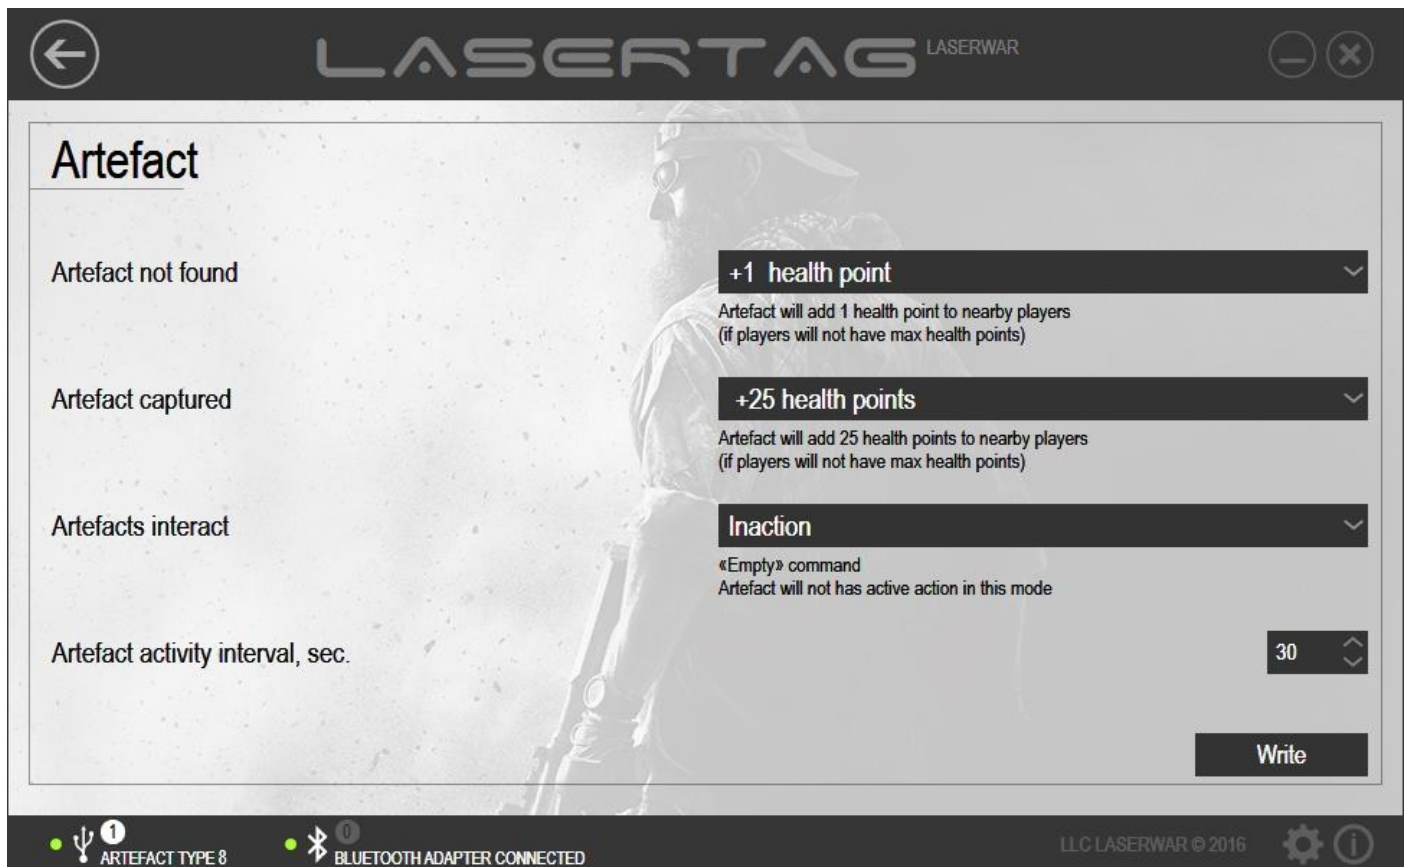 LASERTAG LASERWAR
Artefact
Artefact not found
+1 health point
Artefact will add 1 health point to nearby players
(if players will not have max health points)
Artefact captured
+25 health points
Artefact will add 25 health points to nearby players
(if players will not have max health points)
Artefacts interact
Inaction
«Empty» command
Artefact will not has active action in this mode
Artefact activity interval, sec.
30
Write
1
ARTEFACT TYPE 8
0
BLUETOOTH ADAPTER CONNECTED
LLC LASERWAR © 2016